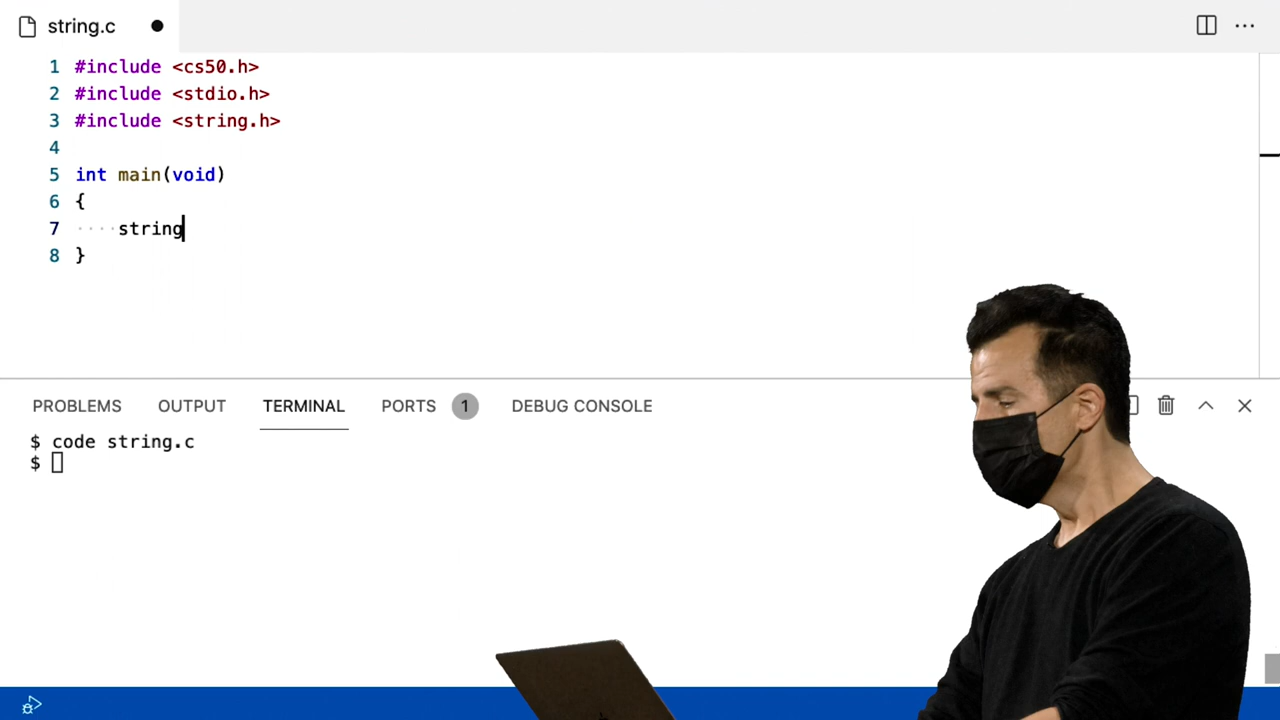 string.c
1 #include <cs50.h>
2 #include <stdio.h>
3 #include <string.h>
4
5 int main(void)
6 {
7 ····string
8 }
PROBLEMS OUTPUT TERMINAL PORTS 1 DEBUG CONSOLE
$ code string.c
$